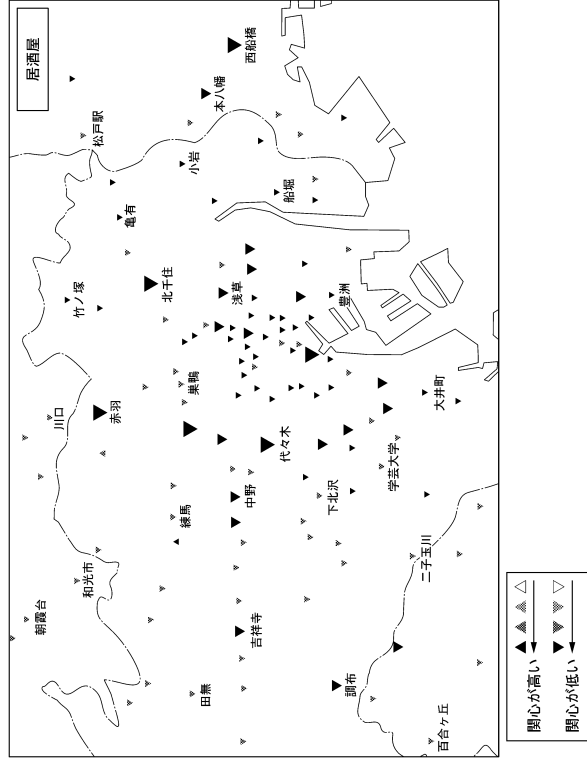 居酒屋
西船橋
本八幡
松戸駅
小岩
船堀
亀有
竹ノ塚
北千住
浅草
豊洲
川口
赤羽
巣鴨
代々木
大井町
学芸大学
中野
下北沢
練馬
和光市
二子玉川
朝霞台
吉祥寺
田無
調布
百合ヶ丘
関心が高い
関心が低い